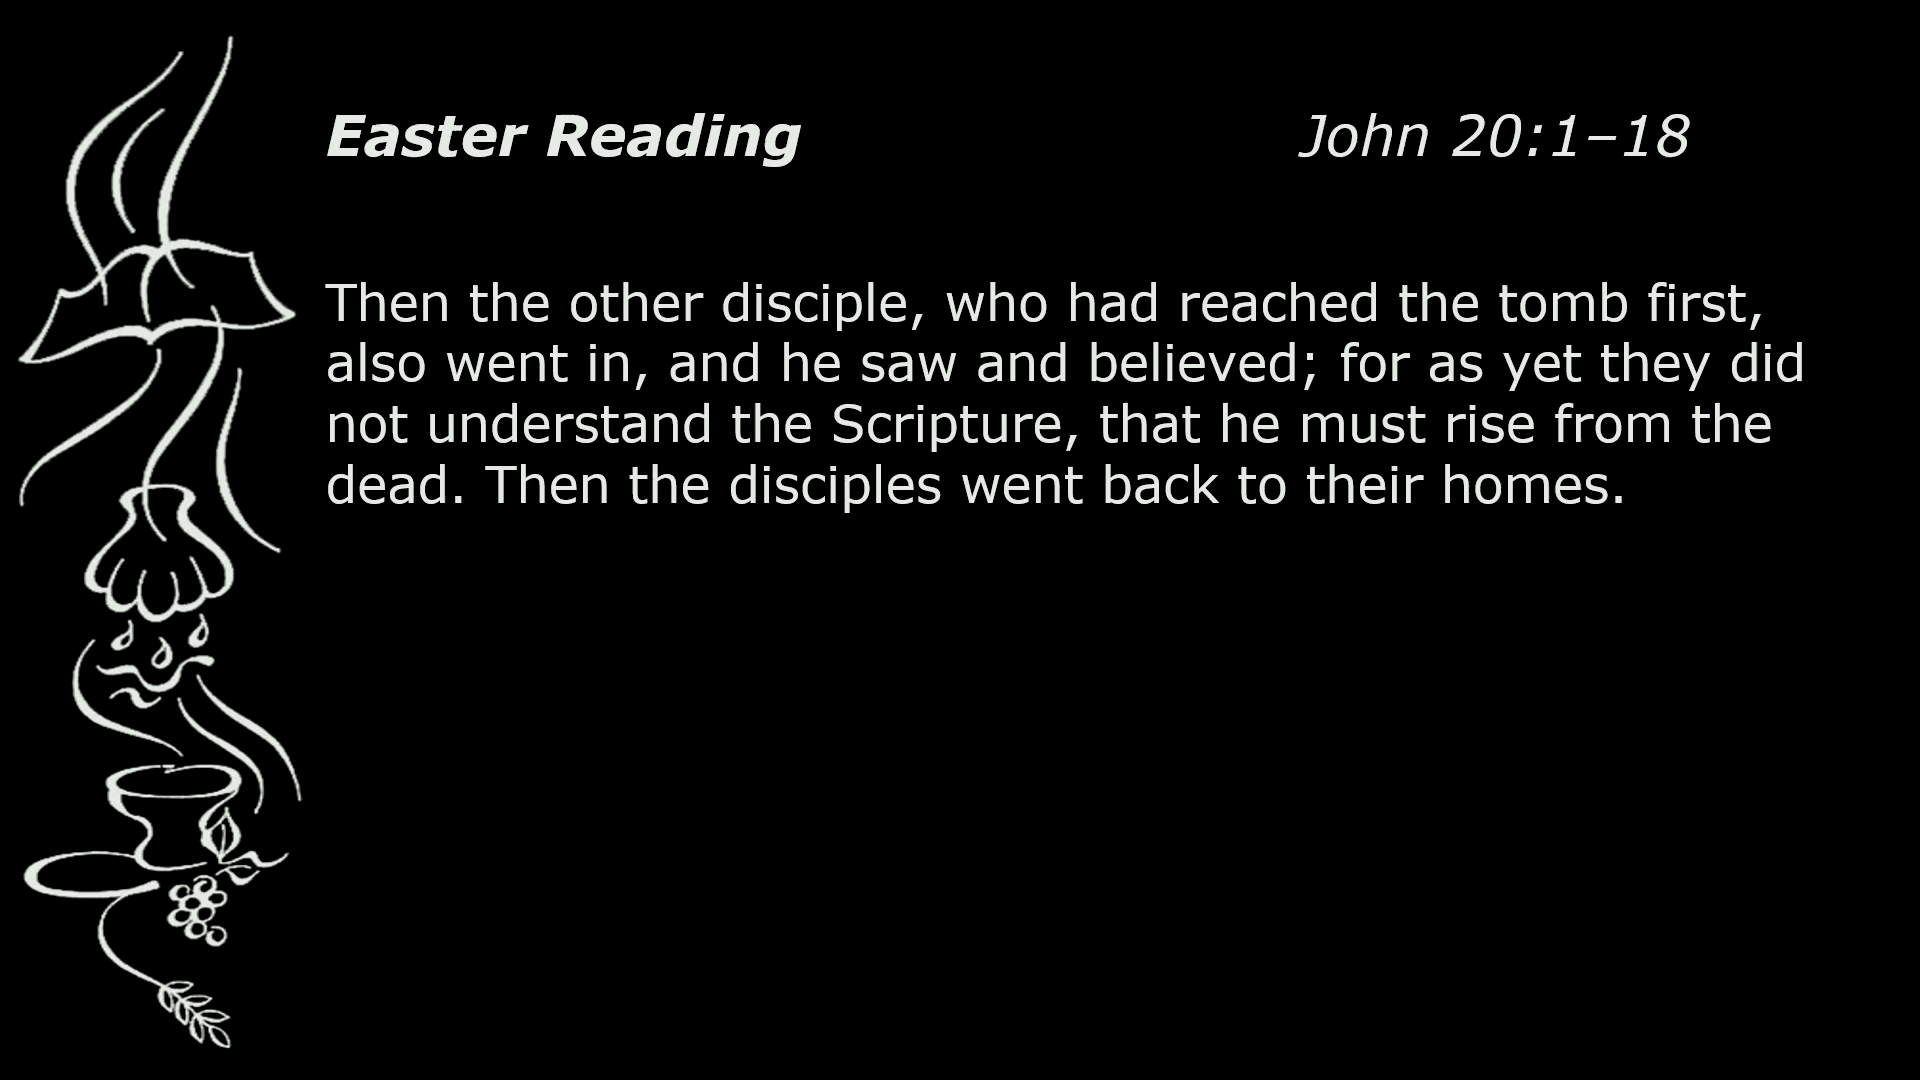 Easter Reading John 20:1–18
Then the other disciple, who had reached the tomb first,
also went in, and he saw and believed; for as yet they did
not understand the Scripture, that he must rise from the
dead. Then the disciples went back to their homes.